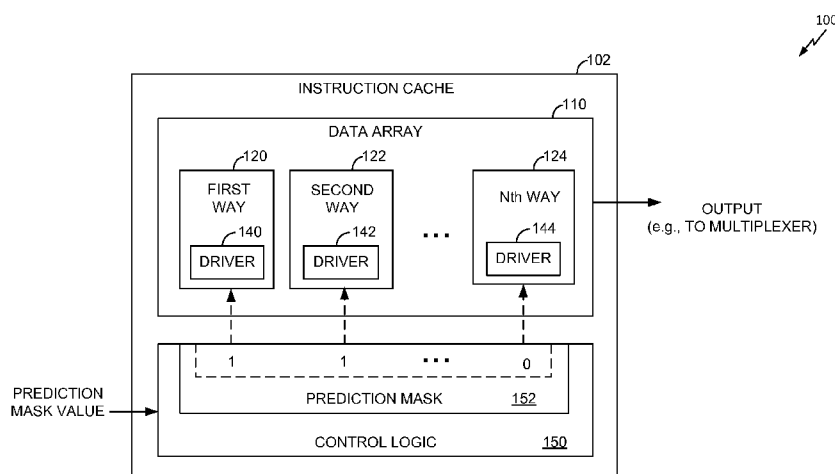 100
102
INSTRUCTION CACHE
110
DATA ARRAY
120
122
124
FIRST
WAY
SECOND
WAY
Nth WAY
140
142
144
DRIVER
DRIVER
DRIVER
...
OUTPUT
(e.g., TO MULTIPLEXER)
1
1
...
0
PREDICTION
MASK VALUE
PREDICTION MASK
152
CONTROL LOGIC
150